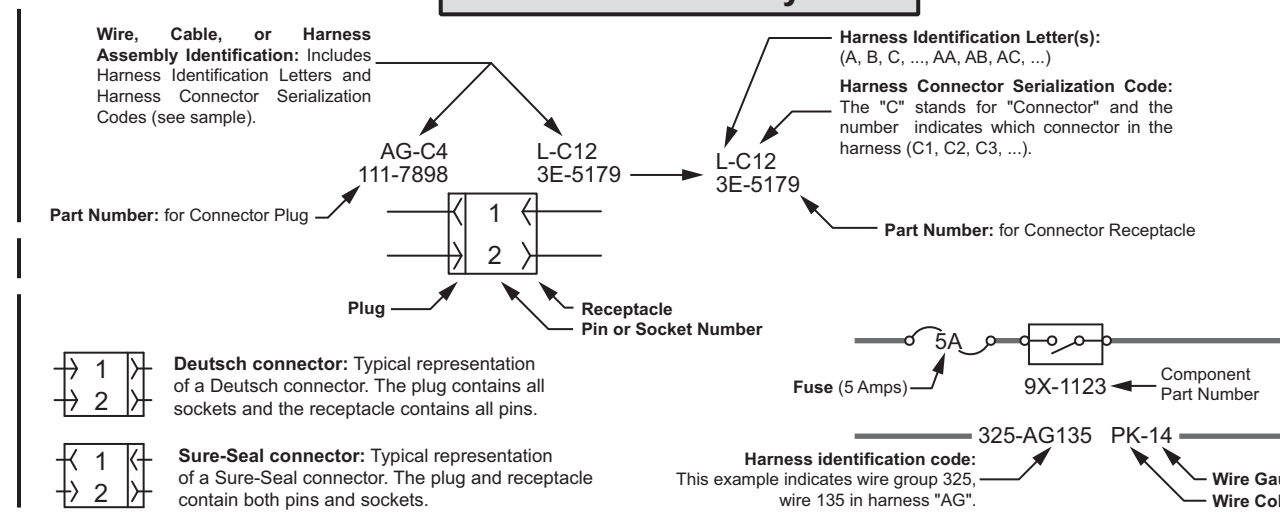 Wire, Cable, or Harness
Assembly Identification: Includes
Harness Identification Letters and
Harness Connector Serialization
Codes (see sample).
Harness Identification Letter(s):
(A, B, C, ..., AA, AB, AC, ...)
Harness Connector Serialization Code:
The "C" stands for "Connector" and the
number indicates which connector in the
harness (C1, C2, C3, ...).
AG-C4
111-7898
L-C12
3E-5179
L-C12
3E-5179
Part Number: for Connector Plug
Part Number: for Connector Receptacle
1
2
Plug
Receptacle
Pin or Socket Number
1
2
Deutsch connector: Typical representation
of a Deutsch connector. The plug contains all
sockets and the receptacle contains all pins.
1
2
Sure-Seal connector: Typical representation
of a Sure-Seal connector. The plug and receptacle
contain both pins and sockets.
5A
Fuse (5 Amps)
9X-1123
Component
Part Number
325-AG135 PK-14
Harness identification code:
This example indicates wire group 325,
wire 135 in harness "AG".
Wire Gau
Wire Col